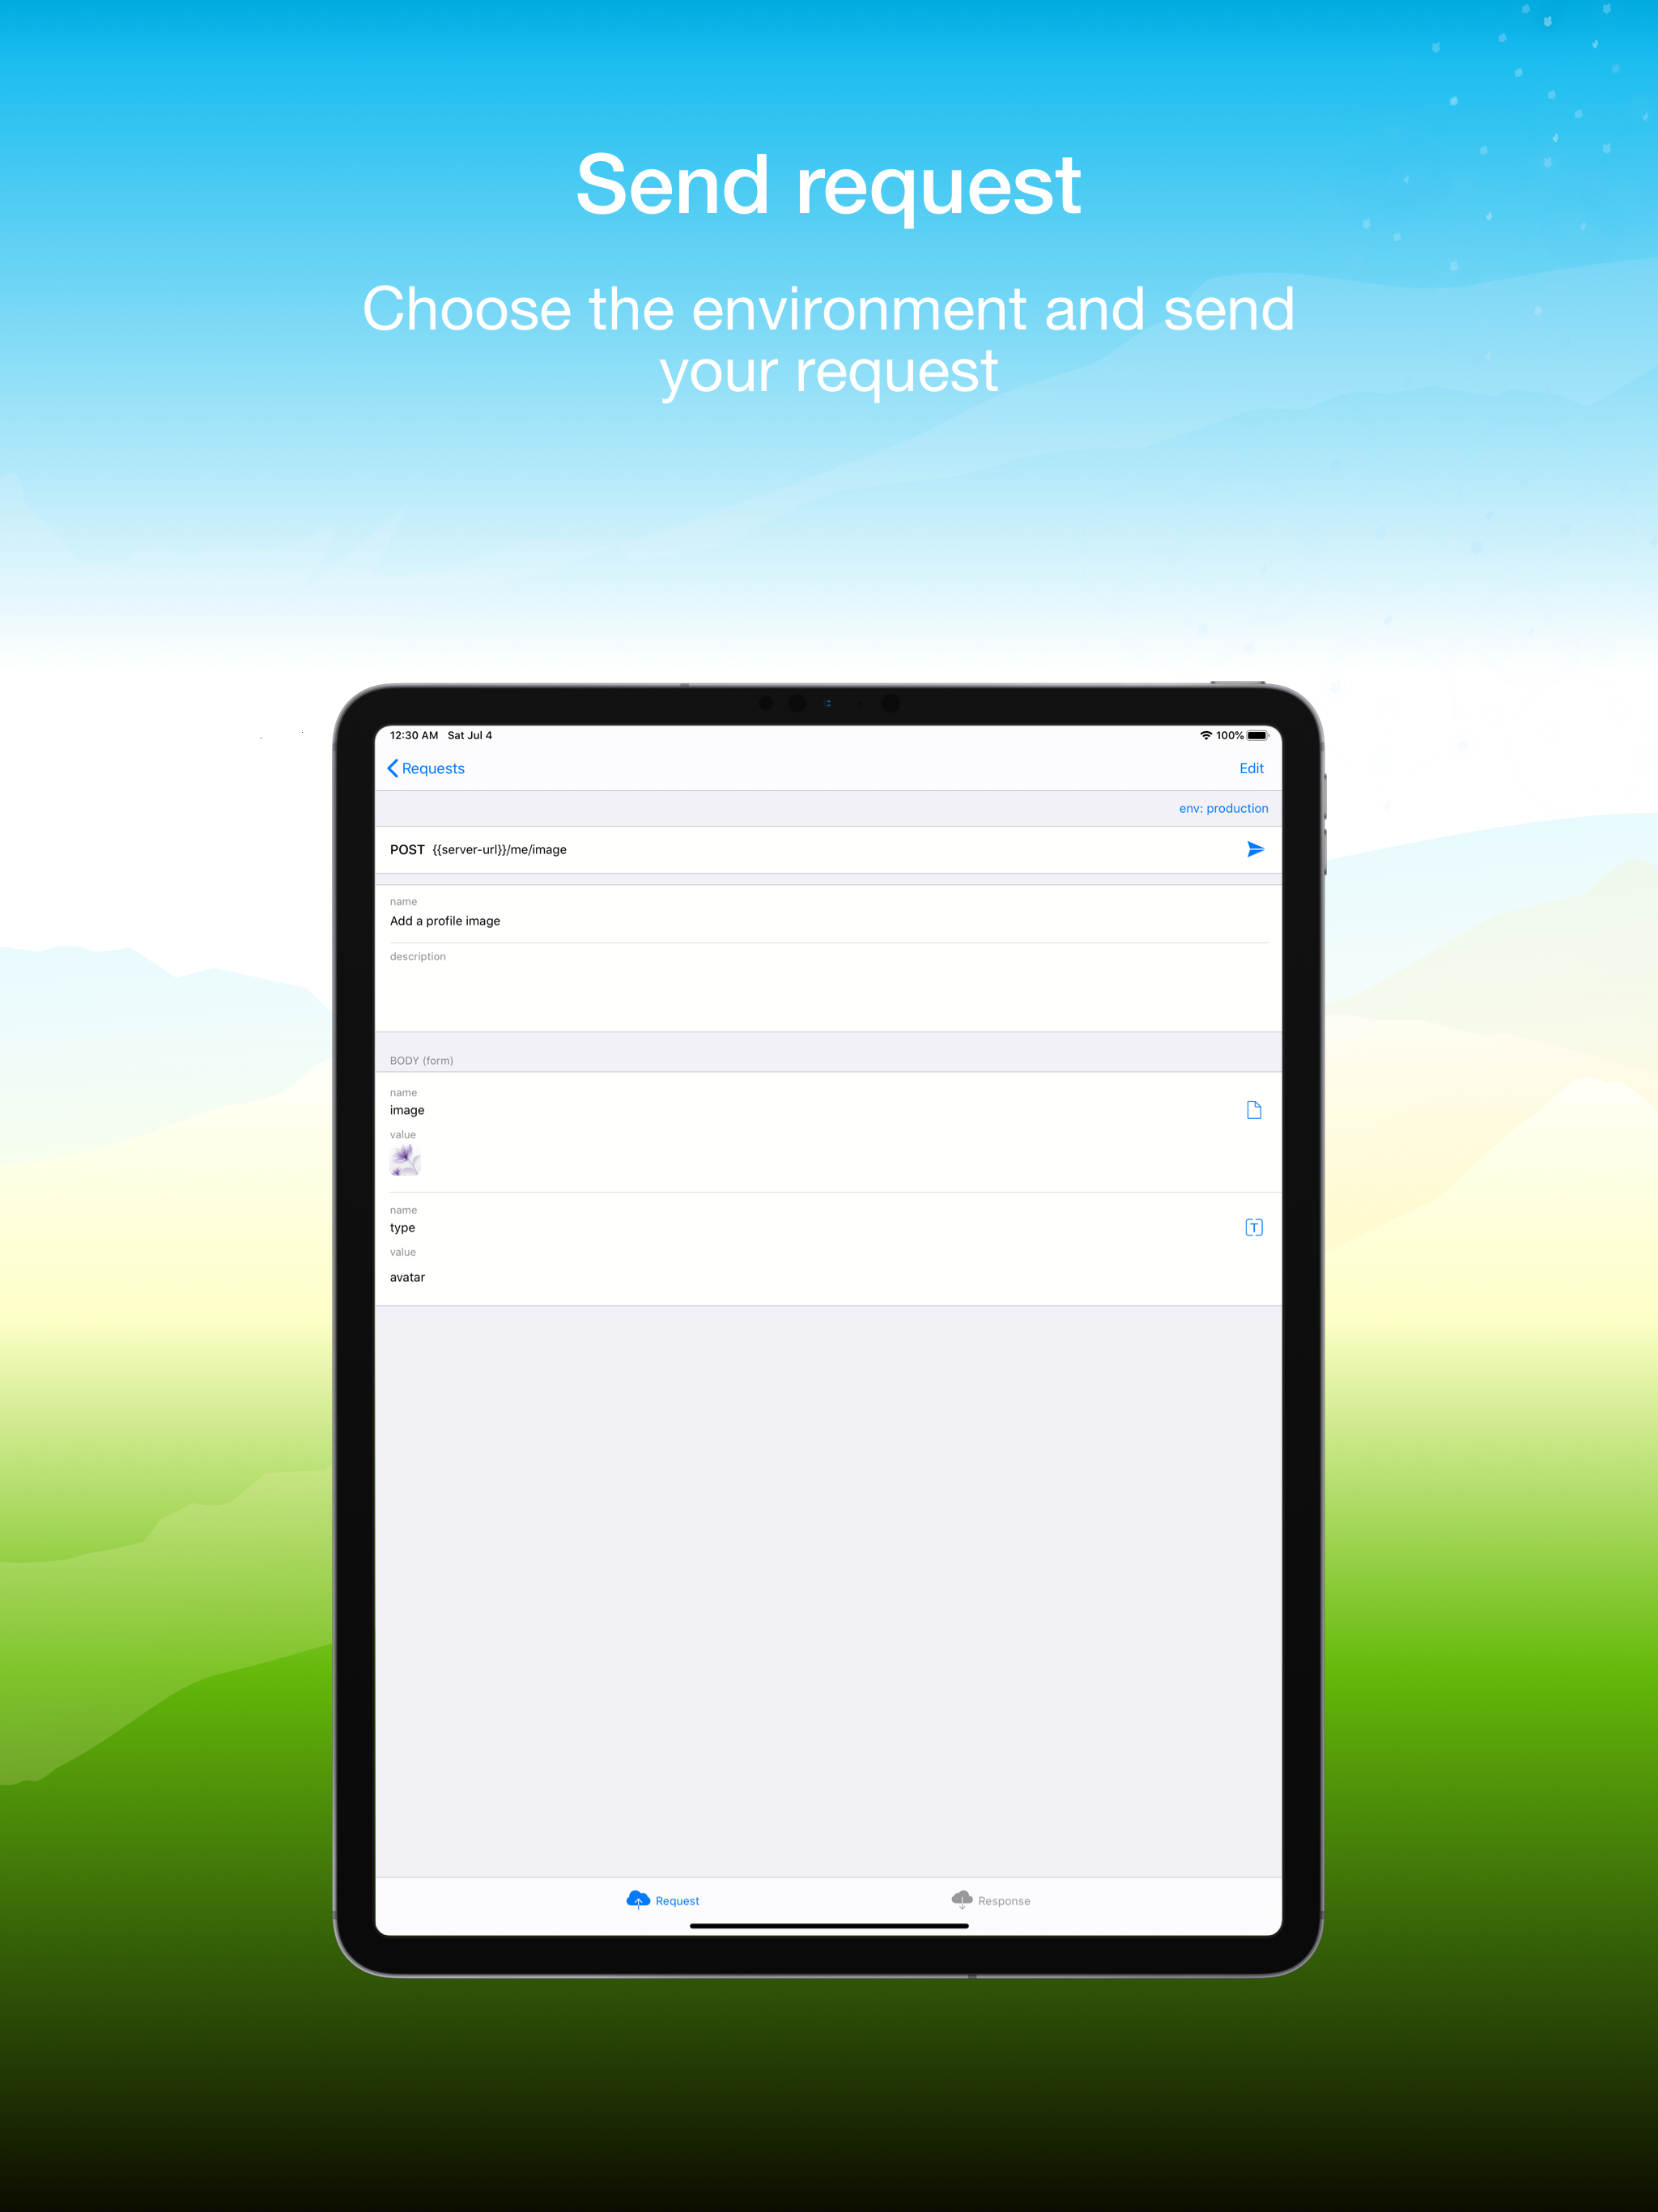 Send request
Choose the environment and send
your request
12:30 AM Sat Jul 4
100%
Requests
Edit
env: production
POST {{server-url}}/me/image
name
Add a profile image
description
BODY (form)
name
image
value
name
type
T
value
avatar
Request
Response